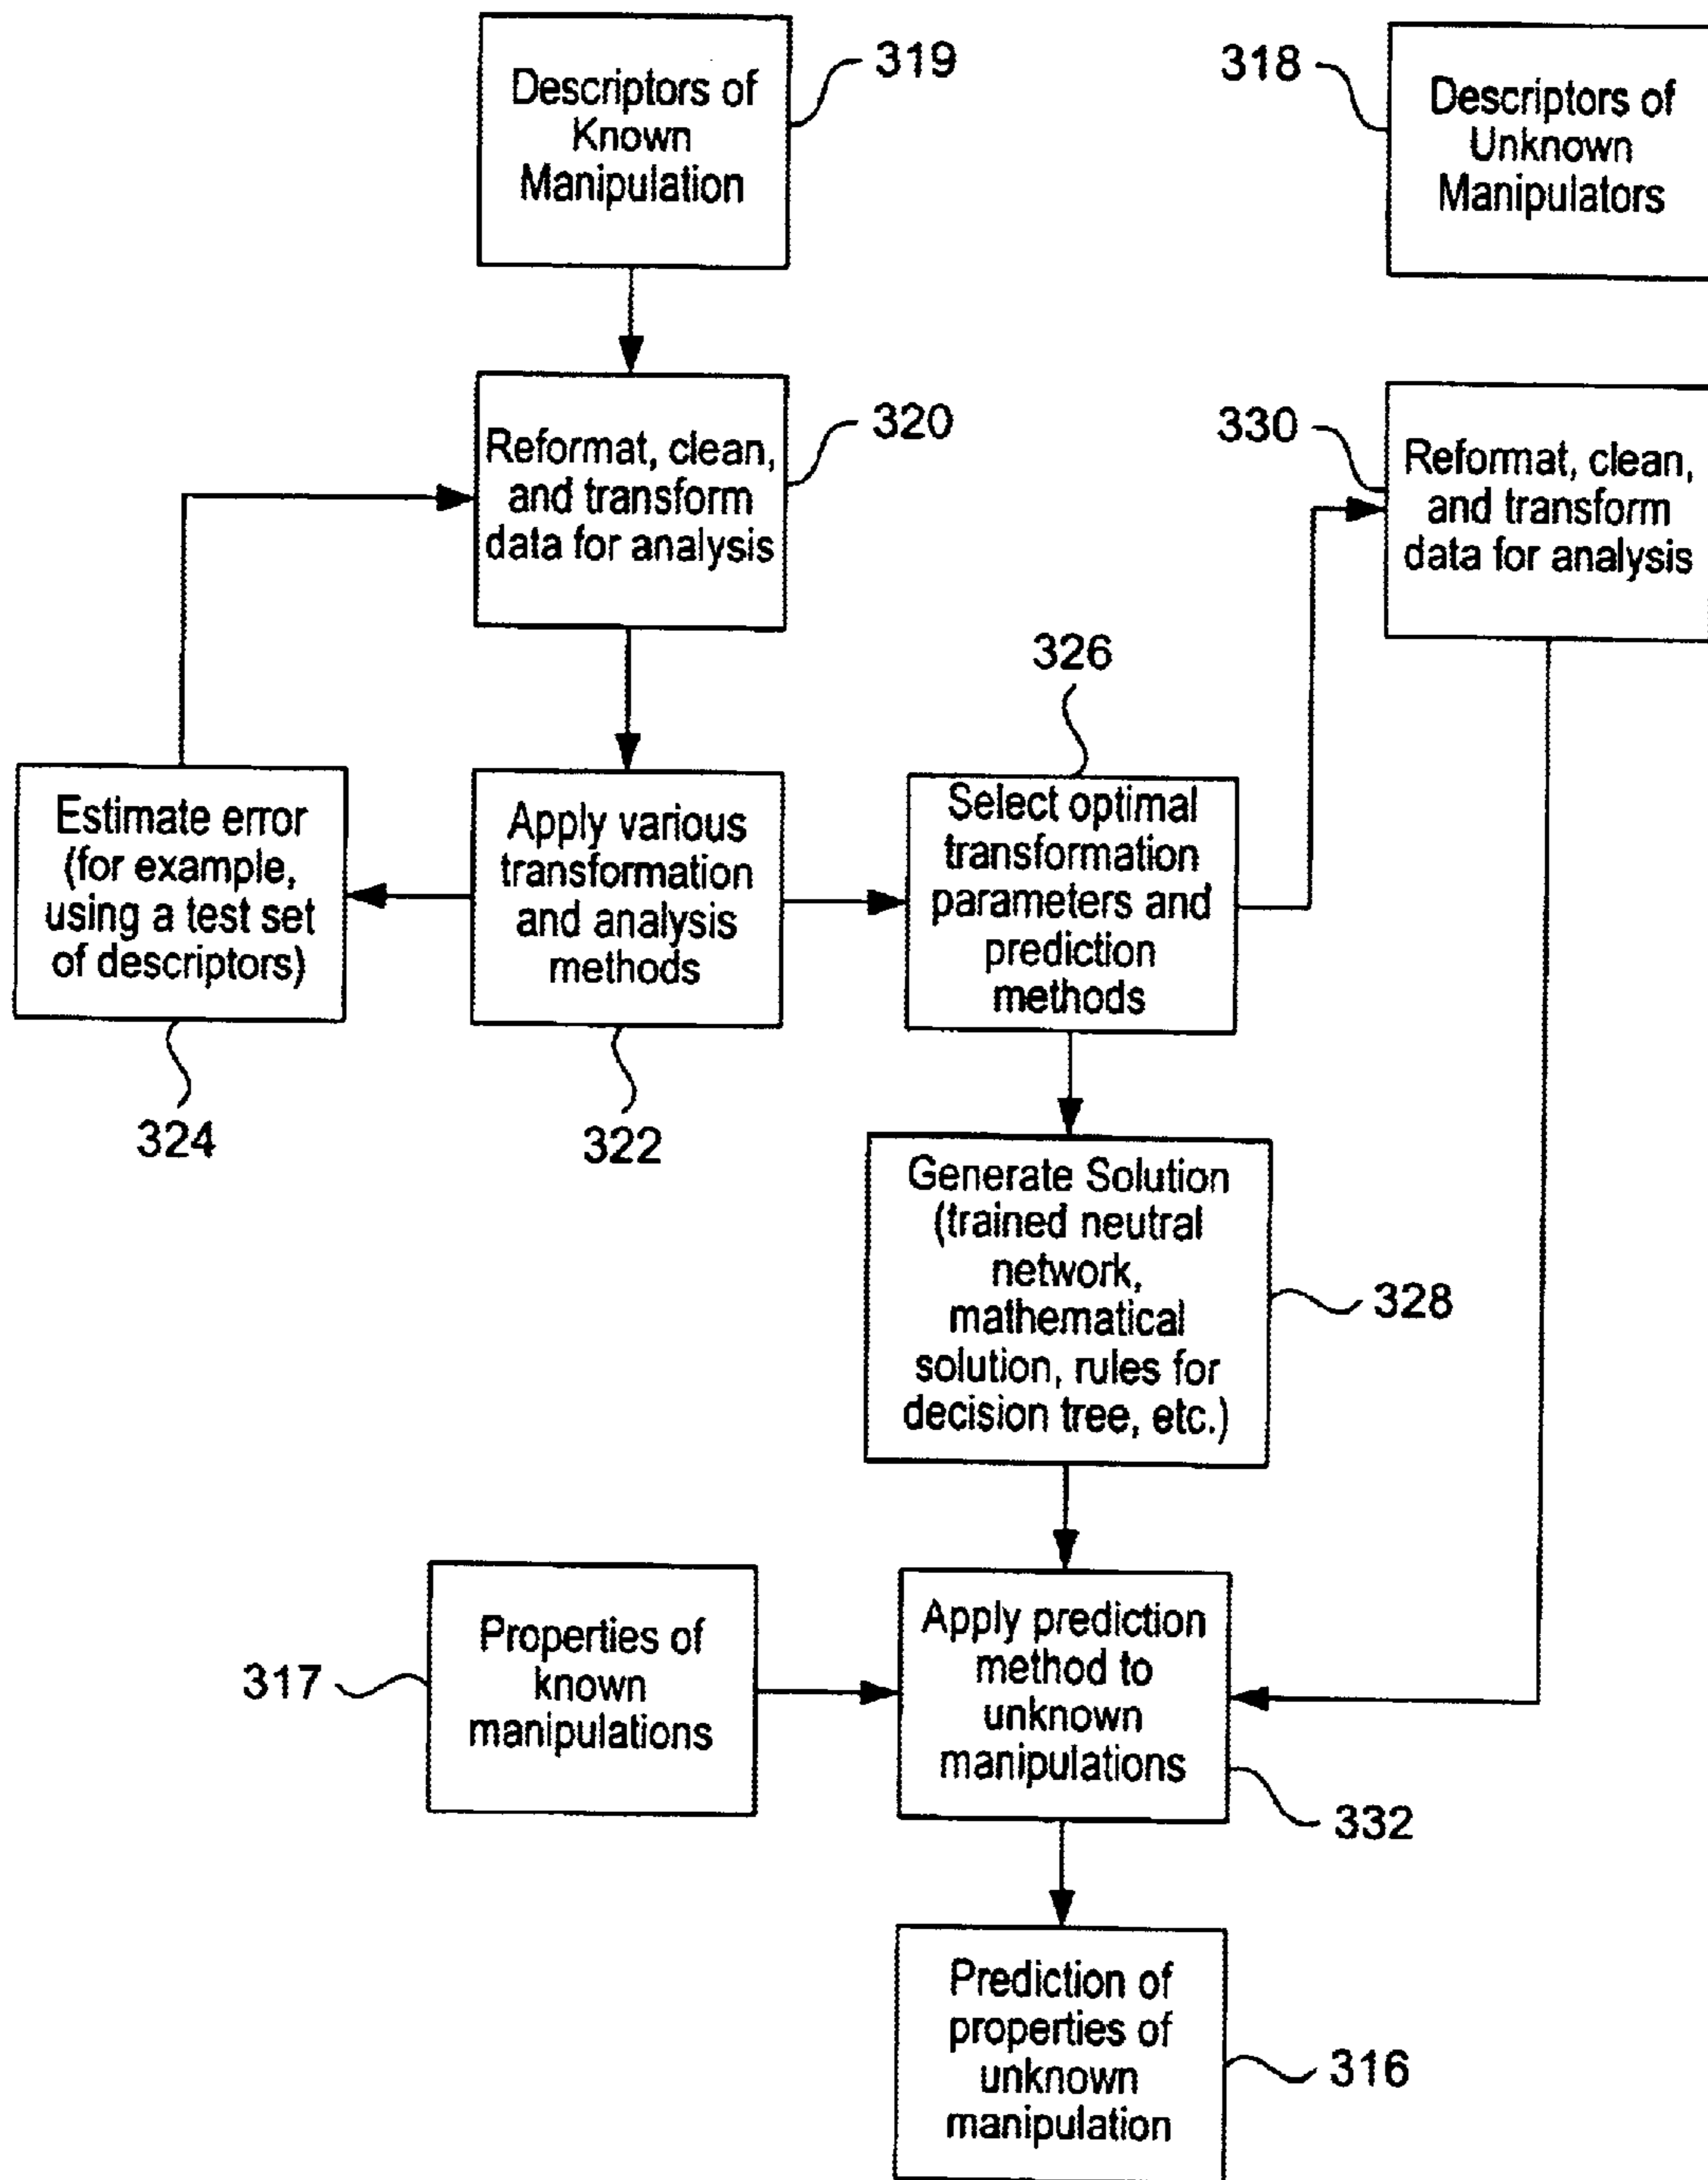 Descriptors of
Known
Manipulation
319
318
Descriptors of
Unknown
Manipulators
Reformat, clean,
and transform
data for analysis
320
330
Reformat, clean,
and transform
data for analysis
326
Estimate error
(for example,
using a test set
of descriptors)
324
Apply various
transformation
and analysis
methods
322
Select optimal
transformation
parameters and
prediction
methods
Generate Solution
(trained neutral
network,
mathematical
solution, rules for
decision tree, etc.)
328
317
Properties of
known
manipulations
Apply prediction
method to
unknown
manipulations
332
Prediction of
properties of
unknown
manipulation
316